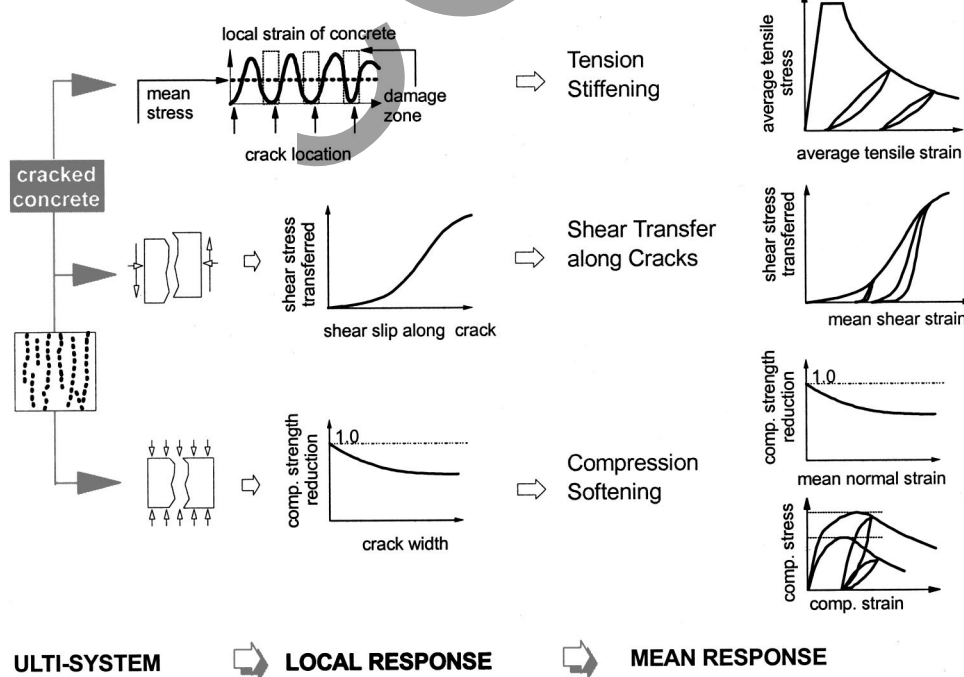 local strain of concrete
mean
stress
damage
zone
crack location
Tension
Stiffening
average tensile
stress
average tensile strain
cracked
concrete
shear stress
transferred
shear slip along crack
Shear Transfer
along Cracks
shear stress
transferred
mean shear strain
comp. strength
reduction
1.0
crack width
Compression
Softening
comp. strength
reduction
1.0
mean normal strain
comp. stress
comp. strain
ULTI-SYSTEM
LOCAL RESPONSE
MEAN RESPONSE